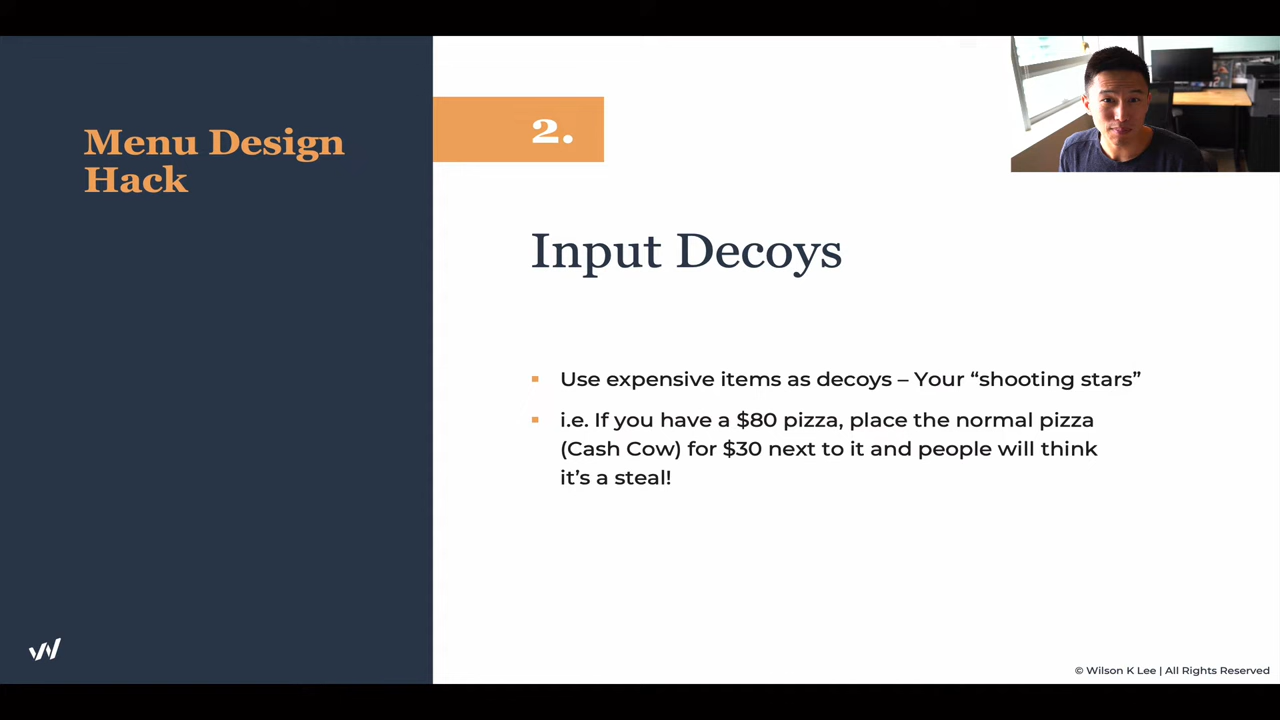 Menu Design
Hack
2.
Input Decoys
▪ Use expensive items as decoys – Your “shooting stars”
▪ i.e. If you have a $80 pizza, place the normal pizza
(Cash Cow) for $30 next to it and people will think
it’s a steal!
© Wilson K Lee | All Rights Reserved